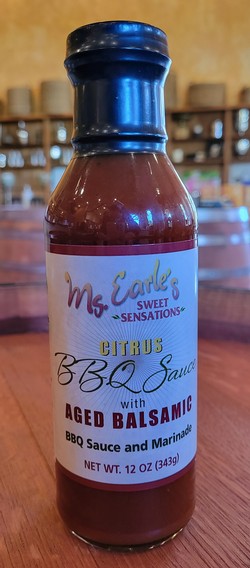 Ms. Earle's
SWEET
SENSATIONS
CITRUS
BBQ Sauce
with
AGED BALSAMIC
BBQ Sauce and Marinade
NET WT. 12 OZ (343g)